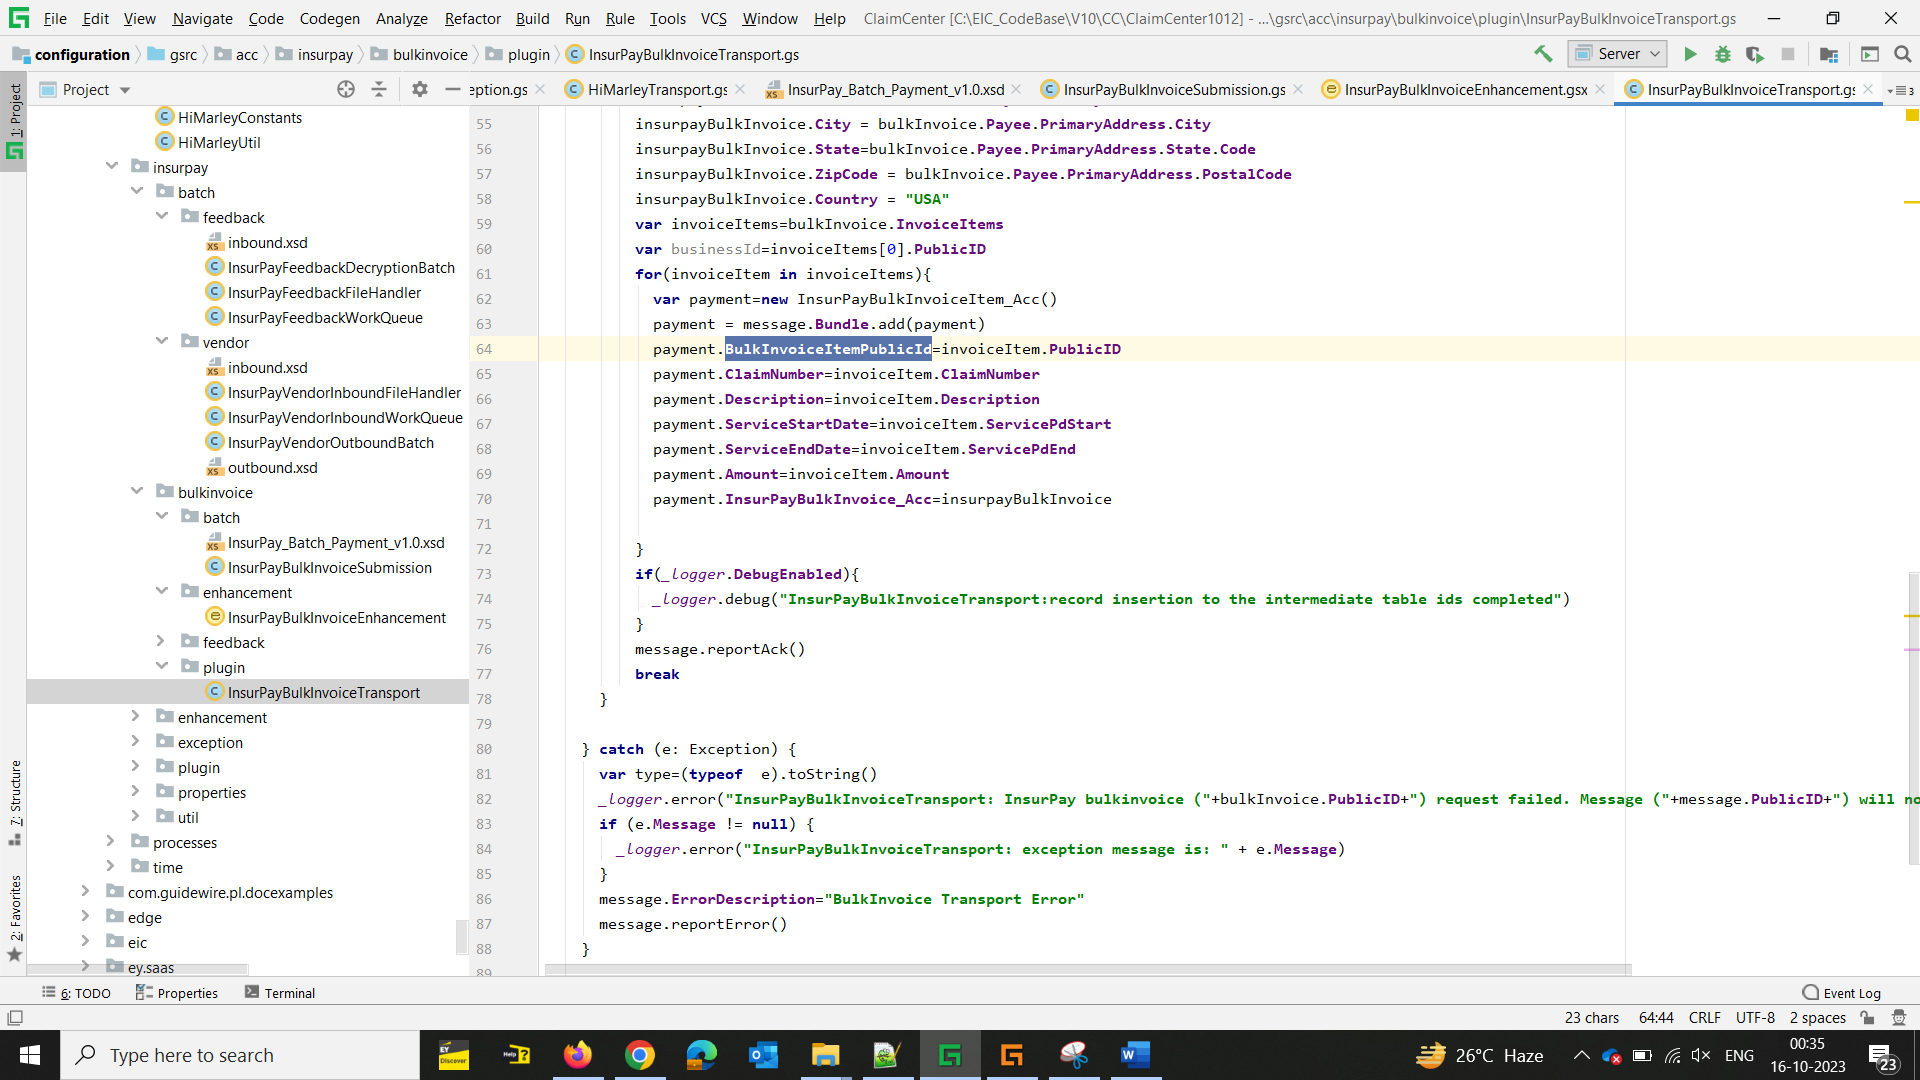 File Edit View Navigate Code Codegen Analyze Refactor Build Run Rule Tools VCS Window Help ClaimCenter [C:\EIC_CodeBase\V10\CC\ClaimCenter1012] - ...\gsrc\acc\insurpay\bulkinvoice\plugin\InsurPayBulkInvoiceTransport.gs
configuration gsrc acc insurpay bulkinvoice plugin InsurPayBulkInvoiceTransport.gs Server
Project eption.gs HiMarleyTransport.gs InsurPay_Batch_Payment_v1.0.xsd InsurPayBulkInvoiceSubmission.gs InsurPayBulkInvoiceEnhancement.gsx InsurPayBulkInvoiceTransport.gs 3
1: Project
7: Structure
2: Favorites
HiMarleyConstants
HiMarleyUtil
insurpay
batch
feedback
inbound.xsd
InsurPayFeedbackDecryptionBatch
InsurPayFeedbackFileHandler
InsurPayFeedbackWorkQueue
vendor
inbound.xsd
InsurPayVendorInboundFileHandler
InsurPayVendorInboundWorkQueue
InsurPayVendorOutboundBatch
outbound.xsd
bulkinvoice
batch
InsurPay_Batch_Payment_v1.0.xsd
InsurPayBulkInvoiceSubmission
enhancement
InsurPayBulkInvoiceEnhancement
feedback
plugin
InsurPayBulkInvoiceTransport
enhancement
exception
plugin
properties
util
processes
time
com.guidewire.pl.docexamples
edge
eic
ey.saas
55 insurpayBulkInvoice.City = bulkInvoice.Payee.PrimaryAddress.City
56 insurpayBulkInvoice.State=bulkInvoice.Payee.PrimaryAddress.State.Code
57 insurpayBulkInvoice.ZipCode = bulkInvoice.Payee.PrimaryAddress.PostalCode
58 insurpayBulkInvoice.Country = "USA"
59 var invoiceItems=bulkInvoice.InvoiceItems
60 var businessId=invoiceItems[0].PublicID
61 for(invoiceItem in invoiceItems){
62 var payment=new InsurPayBulkInvoiceItem_Acc()
63 payment = message.Bundle.add(payment)
64 payment.BulkInvoiceItemPublicId=invoiceItem.PublicID
65 payment.ClaimNumber=invoiceItem.ClaimNumber
66 payment.Description=invoiceItem.Description
67 payment.ServiceStartDate=invoiceItem.ServicePdStart
68 payment.ServiceEndDate=invoiceItem.ServicePdEnd
69 payment.Amount=invoiceItem.Amount
70 payment.InsurPayBulkInvoice_Acc=insurpayBulkInvoice
71
72 }
73 if(_logger.DebugEnabled){
74 _logger.debug("InsurPayBulkInvoiceTransport:record insertion to the intermediate table ids completed")
75 }
76 message.reportAck()
77 break
78 }
79
80 } catch (e: Exception) {
81 var type=(typeof  e).toString()
82 _logger.error("InsurPayBulkInvoiceTransport: InsurPay bulkinvoice ("+bulkInvoice.PublicID+") request failed. Message ("+message.PublicID+") will no
83 if (e.Message != null) {
84 _logger.error("InsurPayBulkInvoiceTransport: exception message is: " + e.Message)
85 }
86 message.ErrorDescription="BulkInvoice Transport Error"
87 message.reportError()
88 }
89
6: TODO Properties Terminal Event Log
23 chars 64:44 CRLF UTF-8 2 spaces
Type here to search EY Discover Help ? 26°C Haze ENG 00:35
16-10-2023 23